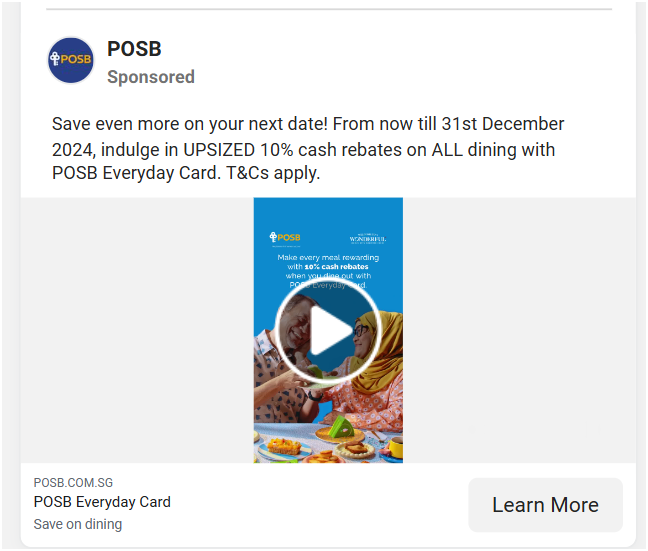 POSB
POSB
Sponsored
Save even more on your next date! From now till 31st December
2024, indulge in UPSIZED 10% cash rebates on ALL dining with
POSB Everyday Card. T&Cs apply.
POSB
WONDERFUL
Make every meal rewarding
with 10% cash rebates
when you dine out with
POSB Everyday Card.
POSB.COM.SG
POSB Everyday Card
Save on dining
Learn More